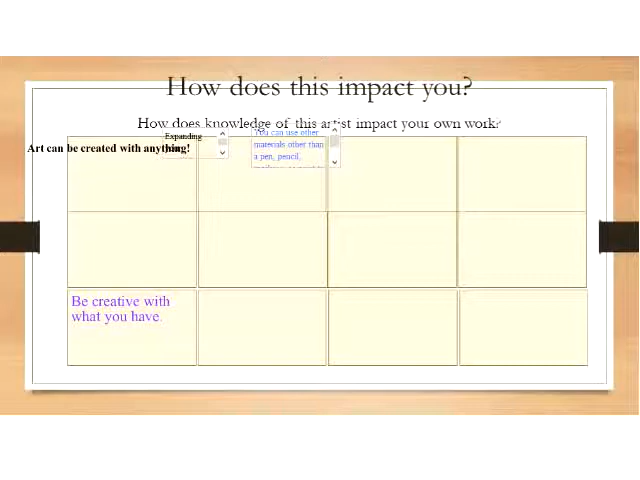 How does this impact you?
How does knowledge of this artist impact your own work?
Expanding
Art can be created with anything!
You can use other
materials other than
a pen, pencil,
Be creative with
what you have.